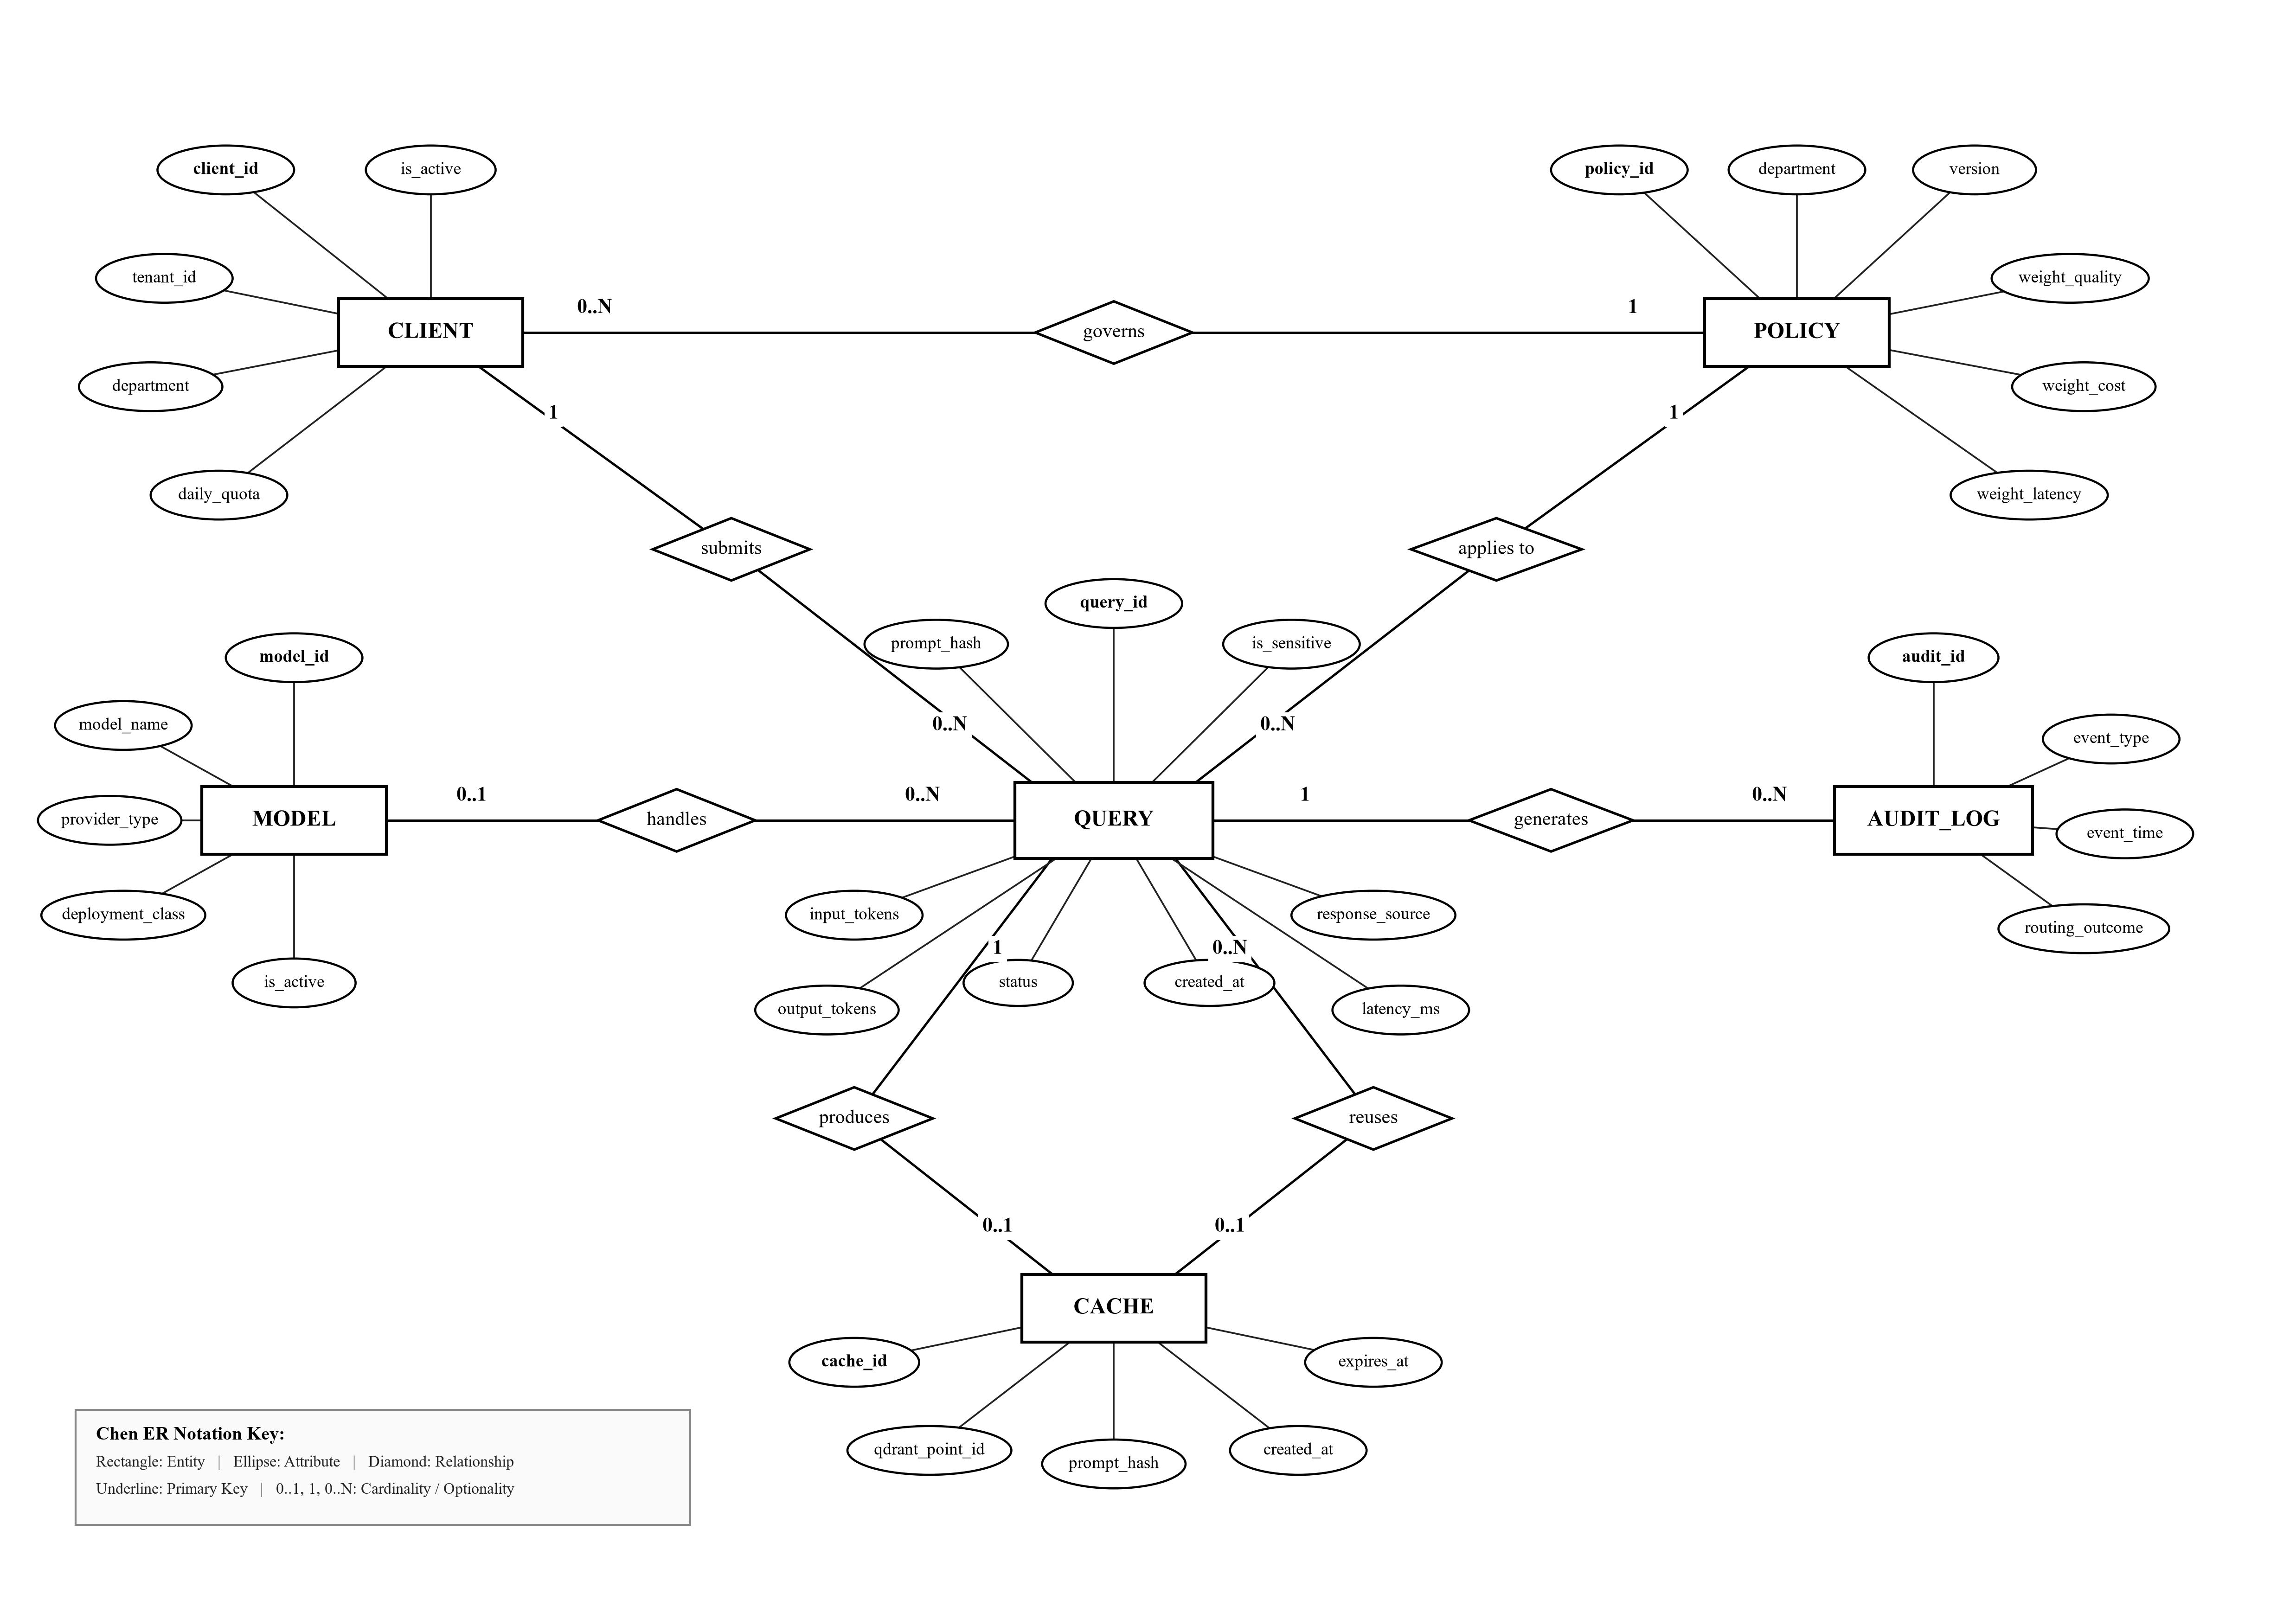 client_id
is_active
policy_id
department
version
tenant_id
weight_quality
0..N
1
CLIENT
governs
POLICY
department
weight_cost
1
1
daily_quota
weight_latency
submits
applies to
query_id
prompt_hash
is_sensitive
model_id
audit_id
model_name
0..N
0..N
event_type
0..1
0..N
1
0..N
provider_type
MODEL
handles
QUERY
generates
AUDIT_LOG
event_time
deployment_class
input_tokens
response_source
routing_outcome
1
0..N
is_active
status
created_at
output_tokens
latency_ms
produces
reuses
0..1
0..1
CACHE
cache_id
expires_at
qdrant_point_id
prompt_hash
created_at
Chen ER Notation Key:
Rectangle: Entity | Ellipse: Attribute | Diamond: Relationship
Underline: Primary Key | 0..1, 1, 0..N: Cardinality / Optionality